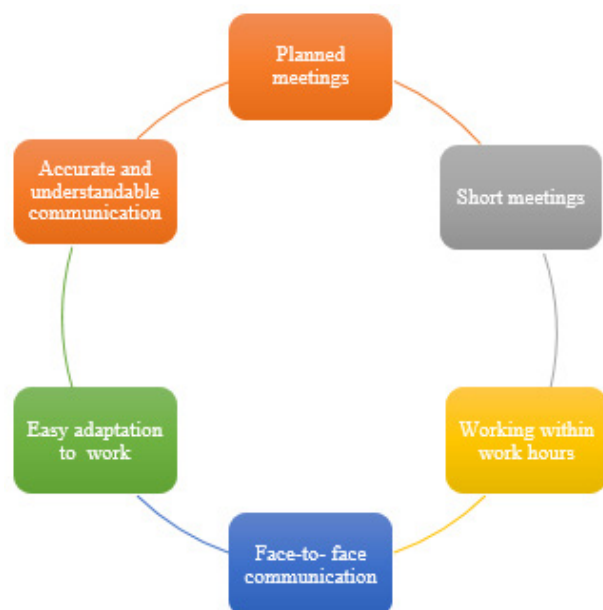 Planned
meetings
Short meetings
Working within
work hours
Face-to- face
communication
Easy adaptation
to work
Accurate and
understandable
communication